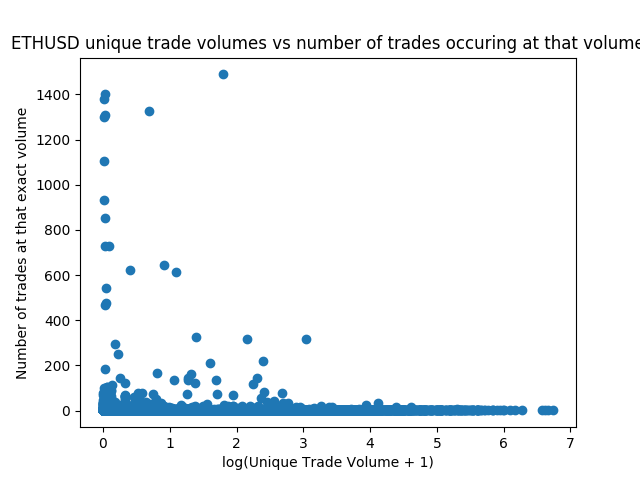 ETHUSD unique trade volumes vs number of trades occuring at that volume
Number of trades at that exact volume
1400
1200
1000
800
600
400
200
0
0 1 2 3 4 5 6 7
log(Unique Trade Volume + 1)